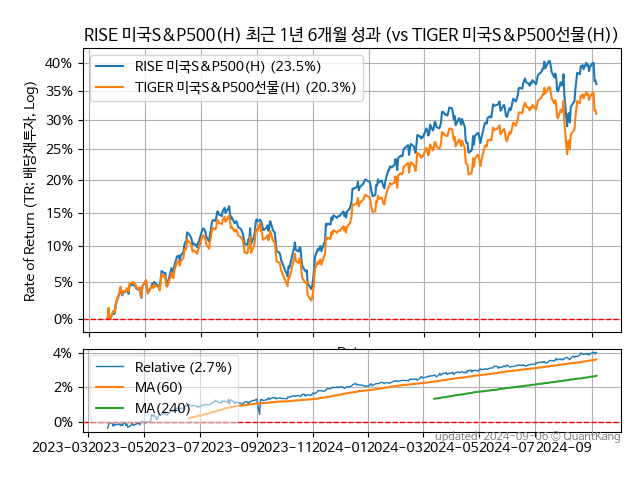 RISE 미국S&P500(H) 최근 1년 6개월 성과 (vs TIGER 미국S&P500선물(H))
Rate of Return (TR: 배당재투자, Log)
40%
35%
30%
25%
20%
15%
10%
5%
0%
RISE 미국S&P500(H) (23.5%)
TIGER 미국S&P500선물(H) (20.3%)
4%
2%
0%
Relative (2.7%)
MA(60)
MA(240)
2023-03 2023-05 2023-07 2023-09 2023-11 2024-01 2024-03 2024-05 2024-07 2024-09
updated: 2024-09-06 © QuantKang